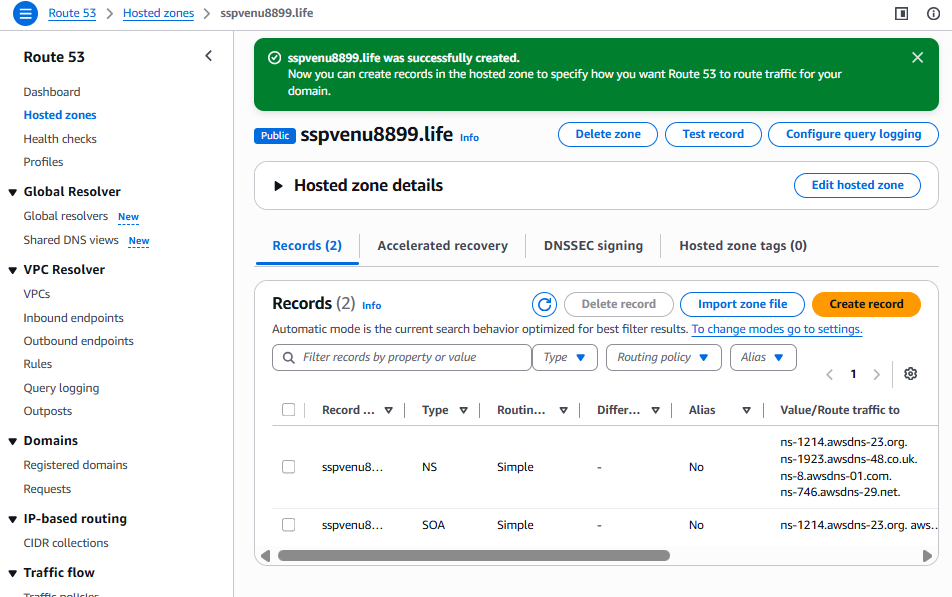 Route 53 > Hosted zones > sspvenu8899.life
Route 53
Dashboard
Hosted zones
Health checks
Profiles
Global Resolver
Global resolvers New
Shared DNS views New
VPC Resolver
VPCs
Inbound endpoints
Outbound endpoints
Rules
Query logging
Outposts
Domains
Registered domains
Requests
IP-based routing
CIDR collections
Traffic flow
Traffic policies
sspvenu8899.life was successfully created.
Now you can create records in the hosted zone to specify how you want Route 53 to route traffic for your
domain.
Public sspvenu8899.life Info
Delete zone Test record Configure query logging
Hosted zone details Edit hosted zone
Records (2) Accelerated recovery DNSSEC signing Hosted zone tags (0)
Records (2) Info Delete record Import zone file Create record
Automatic mode is the current search behavior optimized for best filter results. To change modes go to settings.
Filter records by property or value Type Routing policy Alias
1
Record ... Type Routin... Differ... Alias Value/Route traffic to
sspvenu8... NS Simple - No ns-1214.awsdns-23.org.
ns-1923.awsdns-48.co.uk.
ns-8.awsdns-01.com.
ns-746.awsdns-29.net.
sspvenu8... SOA Simple - No ns-1214.awsdns-23.org. aws...